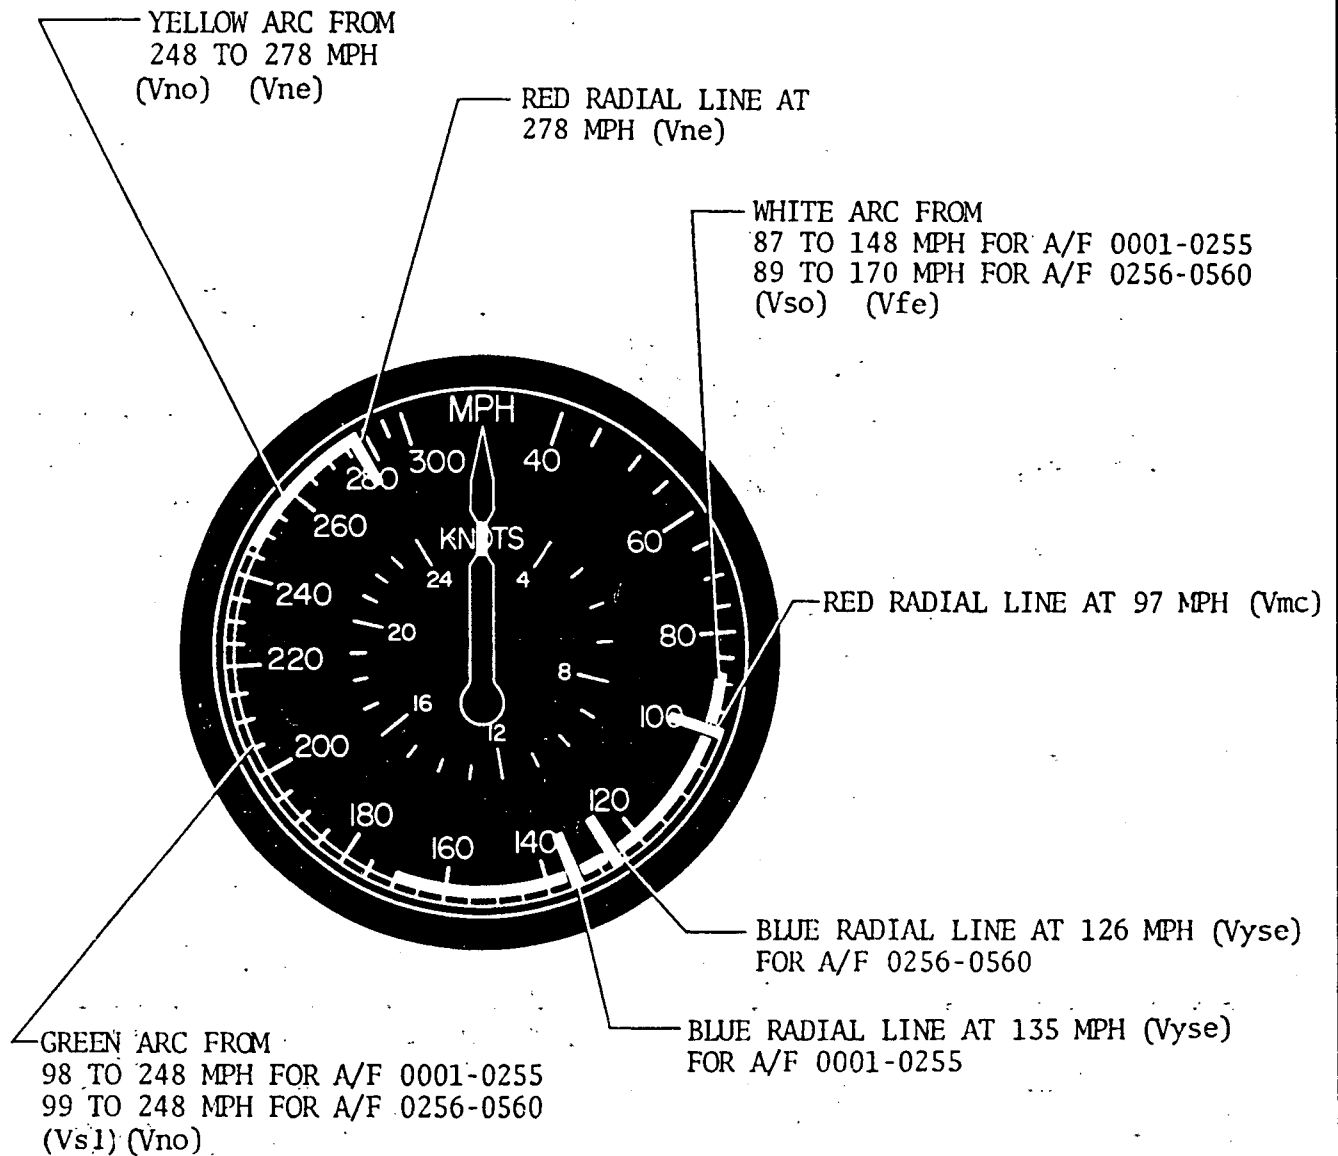 YELLOW ARC FROM
248 TO 278 MPH
(Vno) (Vne)
RED RADIAL LINE AT
278 MPH (Vne)
WHITE ARC FROM
87 TO 148 MPH FOR A/F 0001-0255
89 TO 170 MPH FOR A/F 0256-0560
(Vso) (Vfe)
MPH
300
40
280
260
60
KNOTS
24
4
240
RED RADIAL LINE AT 97 MPH (Vmc)
20
80
220
8
16
100
12
200
120
180
140
160
BLUE RADIAL LINE AT 126 MPH (Vyse)
FOR A/F 0256-0560
BLUE RADIAL LINE AT 135 MPH (Vyse)
FOR A/F 0001-0255
GREEN ARC FROM
98 TO 248 MPH FOR A/F 0001-0255
99 TO 248 MPH FOR A/F 0256-0560
(Vsl) (Vno)